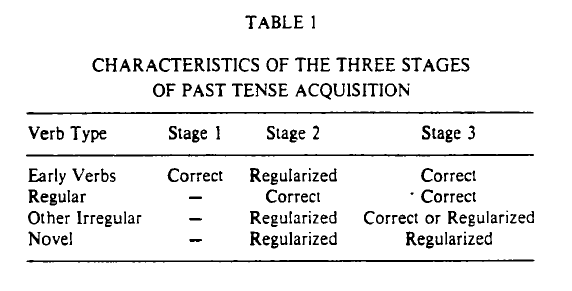 TABLE 1
CHARACTERISTICS OF THE THREE STAGES
OF PAST TENSE ACQUISITION
Verb Type Stage 1 Stage 2 Stage 3
Early Verbs Correct Regularized Correct
Regular – Correct Correct
Other Irregular – Regularized Correct or Regularized
Novel – Regularized Regularized